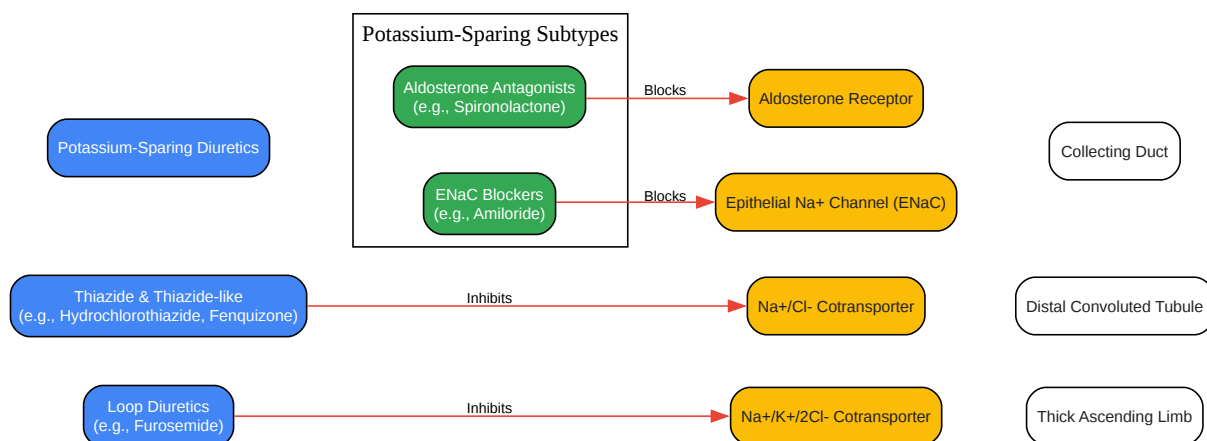 Potassium-Sparing Subtypes
Aldosterone Antagonists
(e.g., Spironolactone)
Blocks
Aldosterone Receptor
Potassium-Sparing Diuretics
Collecting Duct
ENaC Blockers
(e.g., Amiloride)
Blocks
Epithelial Na+ Channel (ENaC)
Thiazide & Thiazide-like
(e.g., Hydrochlorothiazide, Fenquizone)
Inhibits
Na+/Cl- Cotransporter
Distal Convoluted Tubule
Loop Diuretics
(e.g., Furosemide)
Inhibits
Na+/K+/2Cl- Cotransporter
Thick Ascending Limb